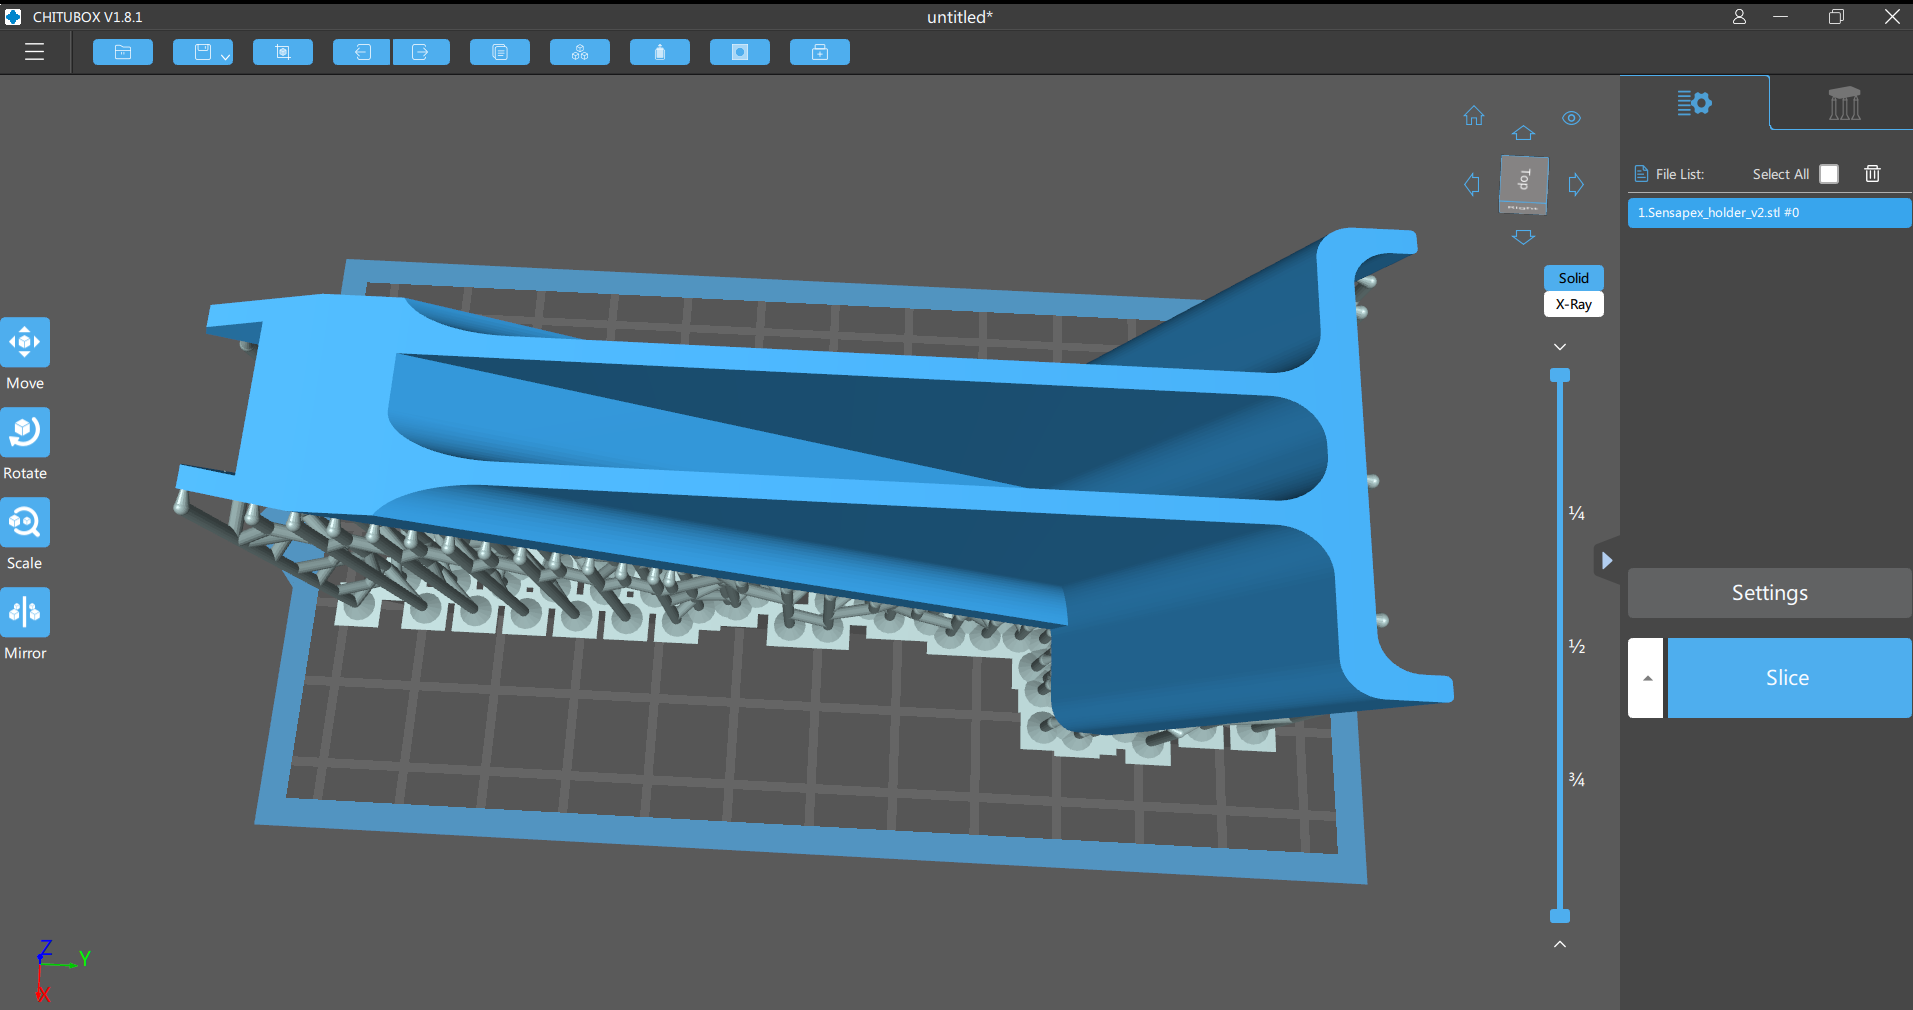 CHITUBOX V1.8.1
untitled*
Top
Right
File List:
Select All
1.Sensapex_holder_v2.stl #0
Solid
X-Ray
Move
Rotate
Scale
Mirror
¼
½
¾
Settings
Slice
Z
Y
X